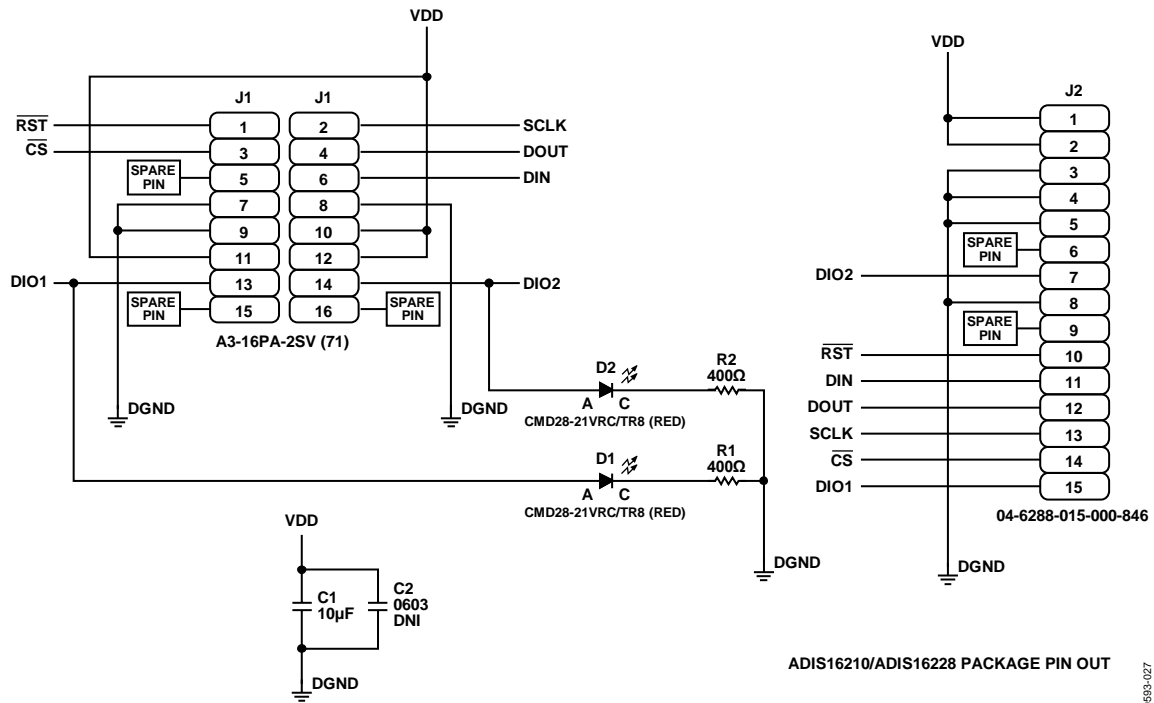 VDD
J1 J1
RST 1 2 SCLK
CS 3 4 DOUT
SPARE PIN 5 6 DIN
7 8
9 10
11 12
DIO1 13 14 DIO2
SPARE PIN 15 16 SPARE PIN
A3-16PA-2SV (71)
DGND DGND
D2
A C
CMD28-21VRC/TR8 (RED)
R2
400Ω
D1
A C
CMD28-21VRC/TR8 (RED)
R1
400Ω
DGND
VDD
C1
10µF
C2
0603
DNI
DGND
VDD
J2
1
2
3
4
5
SPARE PIN 6
DIO2 7
8
SPARE PIN 9
RST 10
DIN 11
DOUT 12
SCLK 13
CS 14
DIO1 15
04-6288-015-000-846
DGND
ADIS16210/ADIS16228 PACKAGE PIN OUT